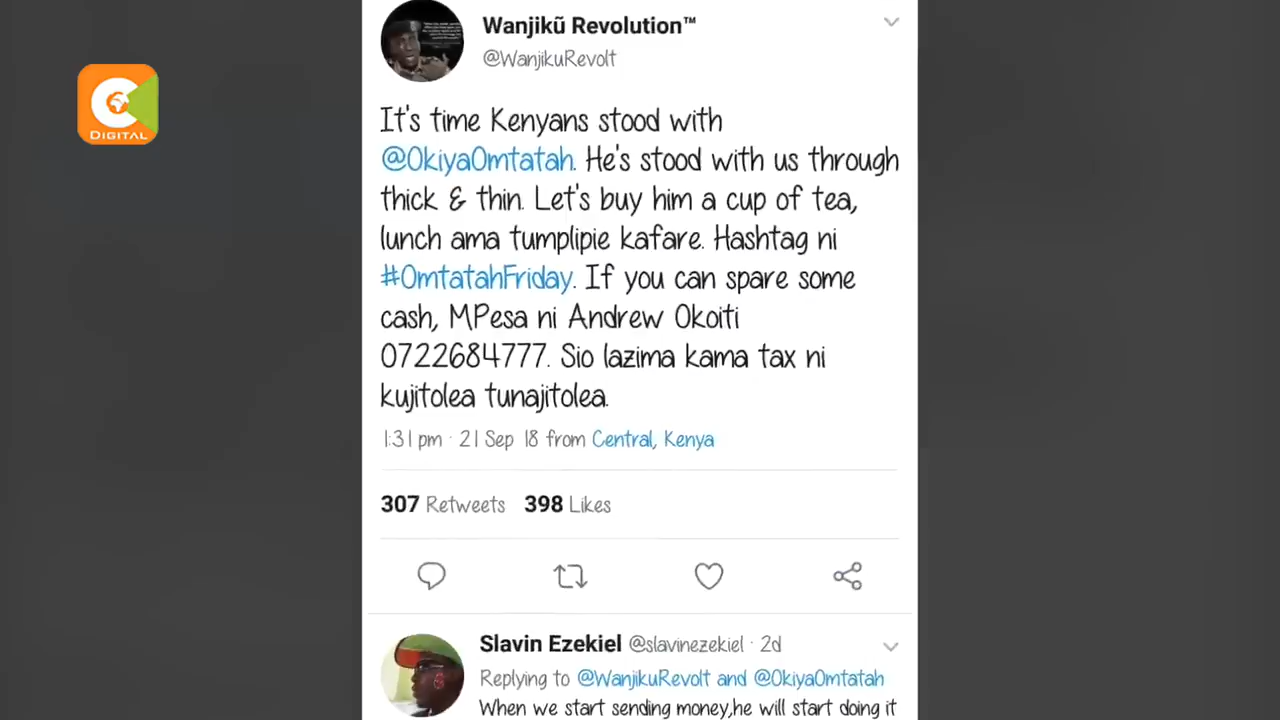 Wanjikũ Revolution™
@WanjikuRevolt
C
DIGITAL
It's time Kenyans stood with
@OkiyaOmtatah. He's stood with us through
thick & thin. Let's buy him a cup of tea,
lunch ama tumplipie kafare. Hashtag ni
#OmtatahFriday. If you can spare some
cash, MPesa ni Andrew Okoiti
0722684777. Sio lazima kama tax ni
kujitolea tunajitolea.
1:31 pm · 21 Sep 18 from Central, Kenya
307 Retweets 398 Likes
Slavin Ezekiel @slavinezekiel · 2d
Replying to @WanjikuRevolt and @OkiyaOmtatah
When we start sending money,he will start doing it